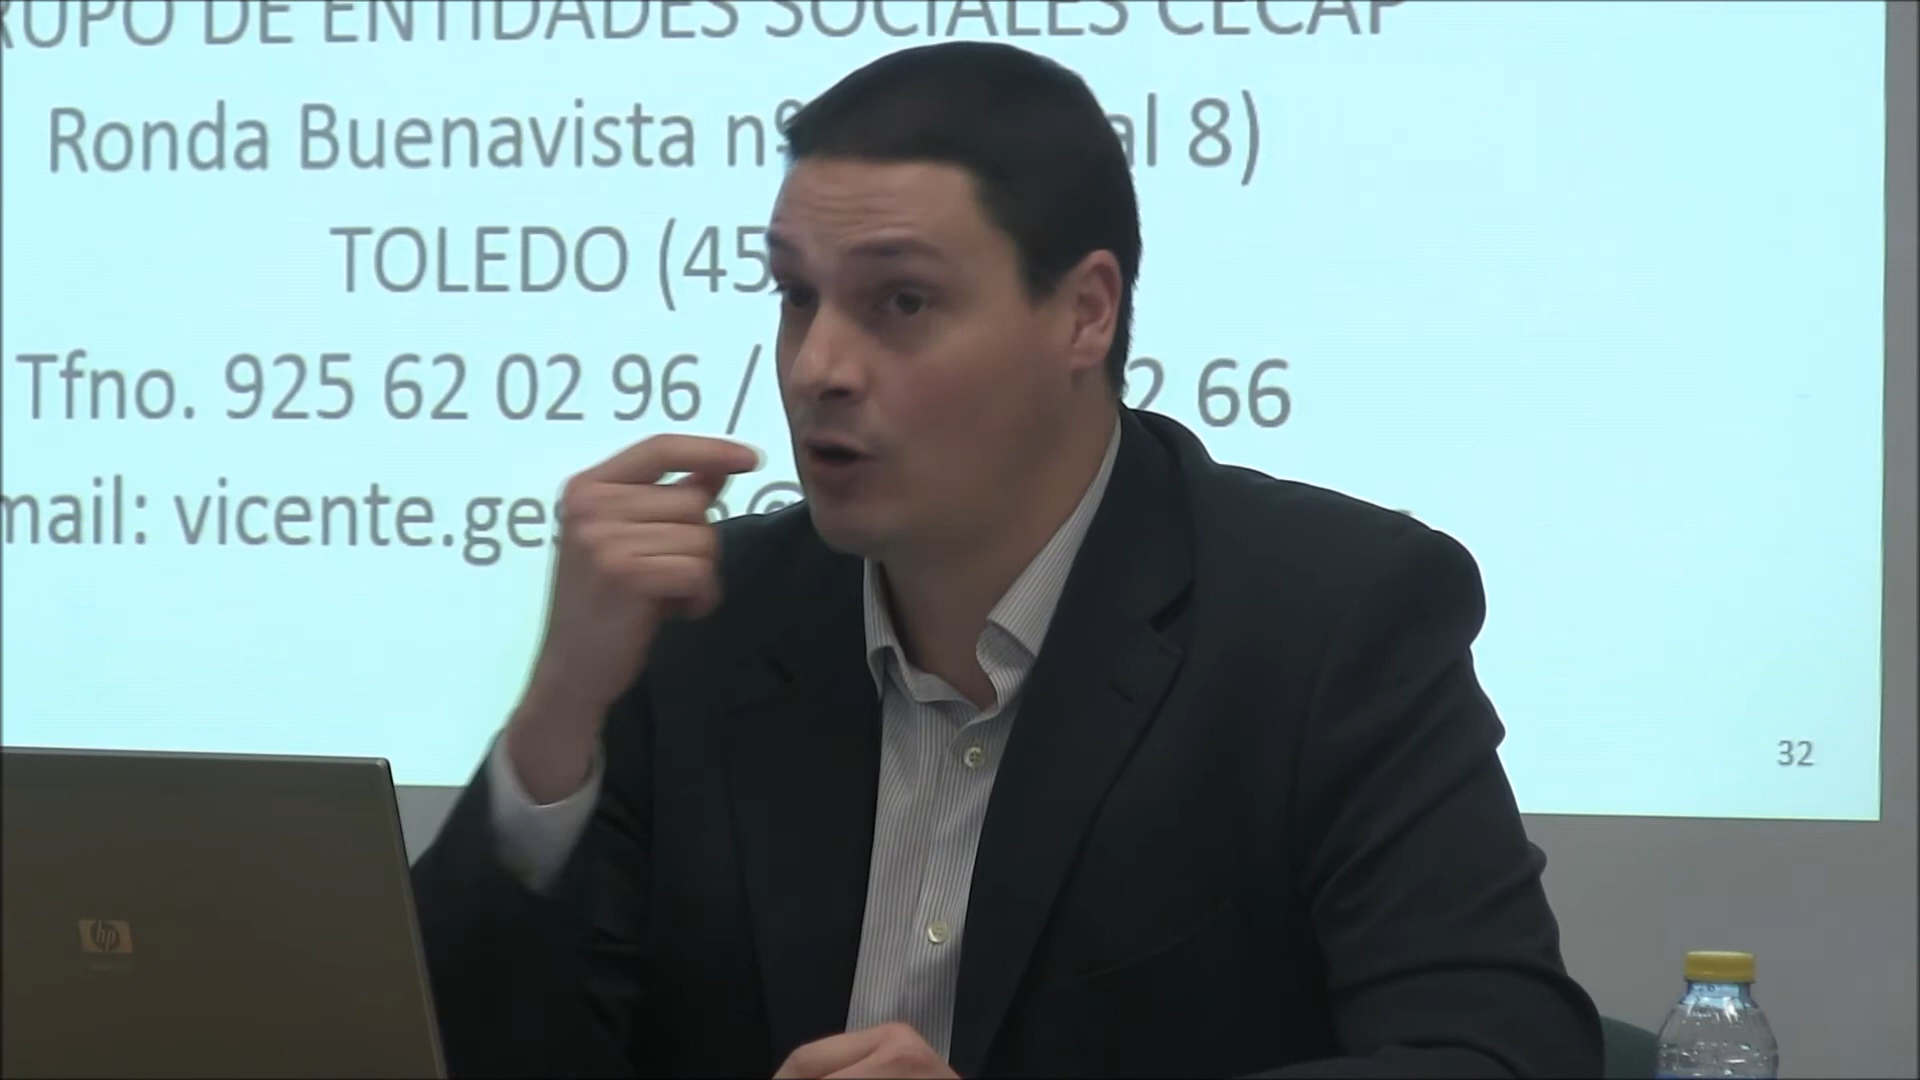 RUPO DE ENTIDADES SOCIALES CECAP
Ronda Buenavista nº al 8)
TOLEDO (45
Tfno. 925 62 02 96 / 2 66
mail: vicente.ges @
32
hp